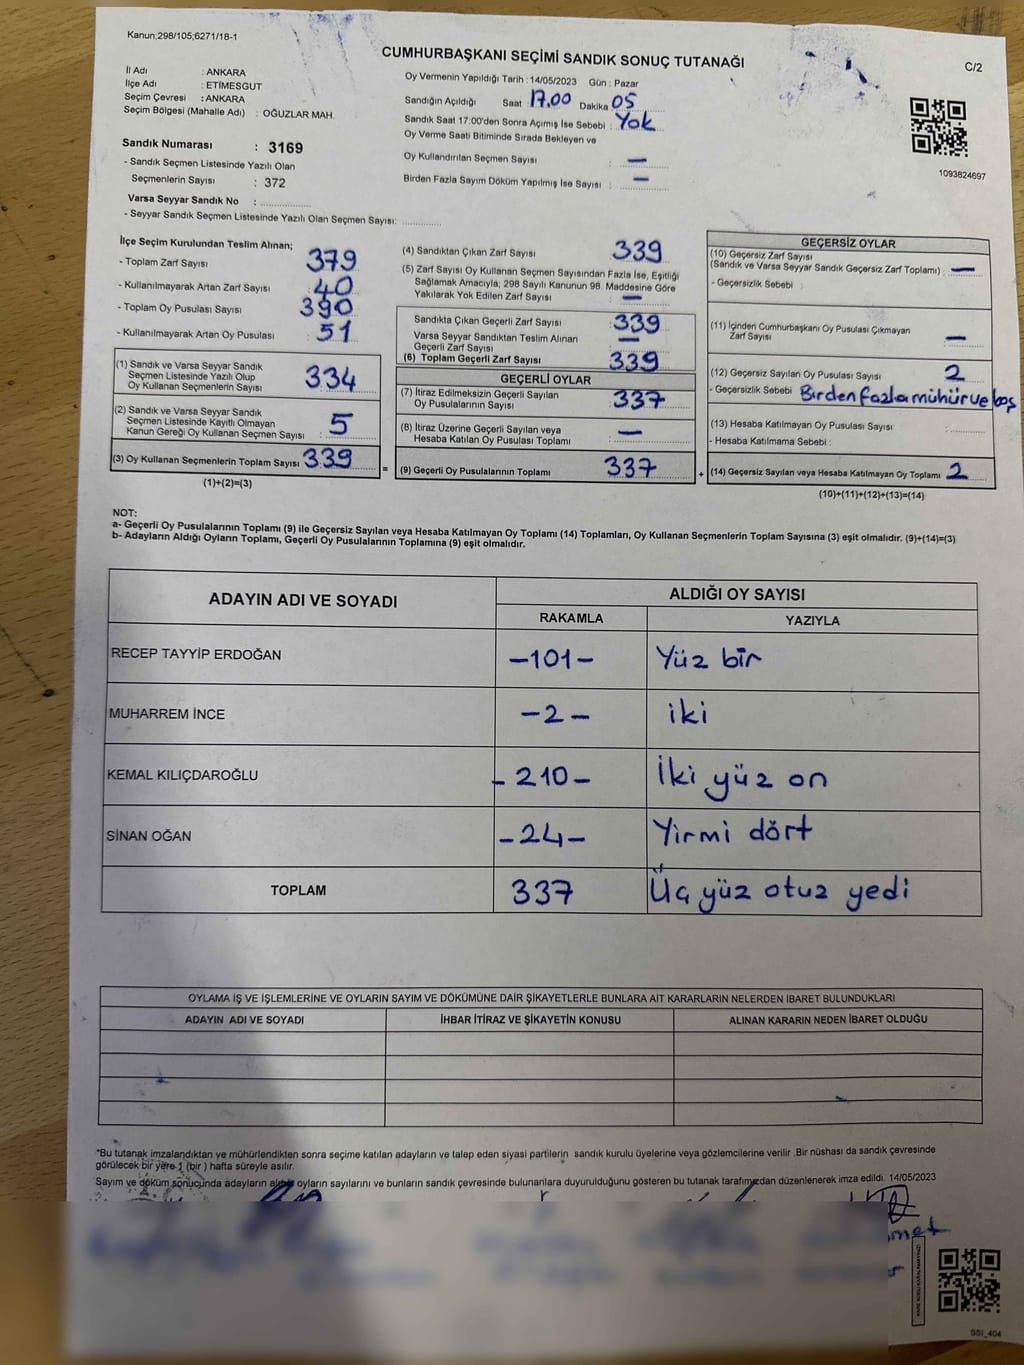 Kanun;298/105;6271/18-1
CUMHURBAŞKANI SEÇİMİ SANDIK SONUÇ TUTANAĞI
C/2
İl Adı : ANKARA
İlçe Adı : ETİMESGUT
Seçim Çevresi : ANKARA
Seçim Bölgesi (Mahalle Adı) : OĞUZLAR MAH.
Oy Vermenin Yapıldığı Tarih : 14/05/2023 Gün : Pazar
Sandığın Açıldığı Saat : 17.00 Dakika 05
Sandık Saat 17:00'den Sonra Açımış İse Sebebi : Yok
Oy Verme Saati Bitiminde Sırada Bekleyen ve
Oy Kullandırılan Seçmen Sayısı : —
Birden Fazla Sayım Döküm Yapılmış İse Sayısı : —
1093824697
Sandık Numarası : 3169
- Sandık Seçmen Listesinde Yazılı Olan
Seçmenlerin Sayısı : 372
Varsa Seyyar Sandık No :
- Seyyar Sandık Seçmen Listesinde Yazılı Olan Seçmen Sayısı:
İlçe Seçim Kurulundan Teslim Alınan;
- Toplam Zarf Sayısı : 379
- Kullanılmayarak Artan Zarf Sayısı : 40
- Toplam Oy Pusulası Sayısı : 390
- Kullanılmayarak Artan Oy Pusulası : 51
(1) Sandık ve Varsa Seyyar Sandık
Seçmen Listesinde Yazılı Olup
Oy Kullanan Seçmenlerin Sayısı : 334
(2) Sandık ve Varsa Seyyar Sandık
Seçmen Listesinde Kayıtlı Olmayan
Kanun Gereği Oy Kullanan Seçmen Sayısı : 5
(3) Oy Kullanan Seçmenlerin Toplam Sayısı : 339
(1)+(2)=(3)
=
(4) Sandıktan Çıkan Zarf Sayısı : 339
(5) Zarf Sayısı Oy Kullanan Seçmen Sayısından Fazla İse, Eşitliği
Sağlamak Amacıyla; 298 Sayılı Kanunun 98. Maddesine Göre
Yakılarak Yok Edilen Zarf Sayısı : —
Sandıkta Çıkan Geçerli Zarf Sayısı : 339
Varsa Seyyar Sandıktan Teslim Alınan
Geçerli Zarf Sayısı : —
(6) Toplam Geçerli Zarf Sayısı : 339
GEÇERLİ OYLAR
(7) İtiraz Edilmeksizin Geçerli Sayılan
Oy Pusulalarının Sayısı : 337
(8) İtiraz Üzerine Geçerli Sayılan veya
Hesaba Katılan Oy Pusulası Toplamı : —
(9) Geçerli Oy Pusulalarının Toplamı : 337
+
GEÇERSİZ OYLAR
(10) Geçersiz Zarf Sayısı
(Sandık ve Varsa Seyyar Sandık Geçersiz Zarf Toplamı) : —
- Geçersizlik Sebebi :
(11) İçinden Cumhurbaşkanı Oy Pusulası Çıkmayan
Zarf Sayısı : —
(12) Geçersiz Sayılan Oy Pusulası Sayısı : 2
- Geçersizlik Sebebi : Birden fazla mühür ve boş
(13) Hesaba Katılmayan Oy Pusulası Sayısı :
- Hesaba Katılmama Sebebi :
(14) Geçersiz Sayılan veya Hesaba Katılmayan Oy Toplamı : 2
(10)+(11)+(12)+(13)=(14)
NOT:
a- Geçerli Oy Pusulalarının Toplamı (9) ile Geçersiz Sayılan veya Hesaba Katılmayan Oy Toplamı (14) Toplamları, Oy Kullanan Seçmenlerin Toplam Sayısına (3) eşit olmalıdır. (9)+(14)=(3)
b- Adayların Aldığı Oyların Toplamı, Geçerli Oy Pusulalarının Toplamına (9) eşit olmalıdır.
ADAYIN ADI VE SOYADI ALDIĞI OY SAYISI
RAKAMLA YAZIYLA
RECEP TAYYİP ERDOĞAN -101- Yüz bir
MUHARREM İNCE -2- iki
KEMAL KILIÇDAROĞLU -210- İki yüz on
SİNAN OĞAN -24- Yirmi dört
TOPLAM 337 Üç yüz otuz yedi
OYLAMA İŞ VE İŞLEMLERİNE VE OYLARIN SAYIM VE DÖKÜMÜNE DAİR ŞİKAYETLERLE BUNLARA AİT KARARLARIN NELERDEN İBARET BULUNDUKLARI
ADAYIN ADI VE SOYADI İHBAR İTİRAZ VE ŞİKAYETİN KONUSU ALINAN KARARIN NEDEN İBARET OLDUĞU
*Bu tutanak imzalandıktan ve mühürlendikten sonra seçime katılan adayların ve talep eden siyasi partilerin sandık kurulu üyelerine veya gözlemcilerine verilir .Bir nüshası da sandık çevresinde
görülecek bir yere 1 (bir ) hafta süreyle asılır.
Sayım ve döküm sonucunda adayların aldığı oyların sayılarını ve bunların sandık çevresinde bulunanlara duyurulduğunu gösteren bu tutanak tarafımızdan düzenlenerek imza edildi. 14/05/2023
SSI_404